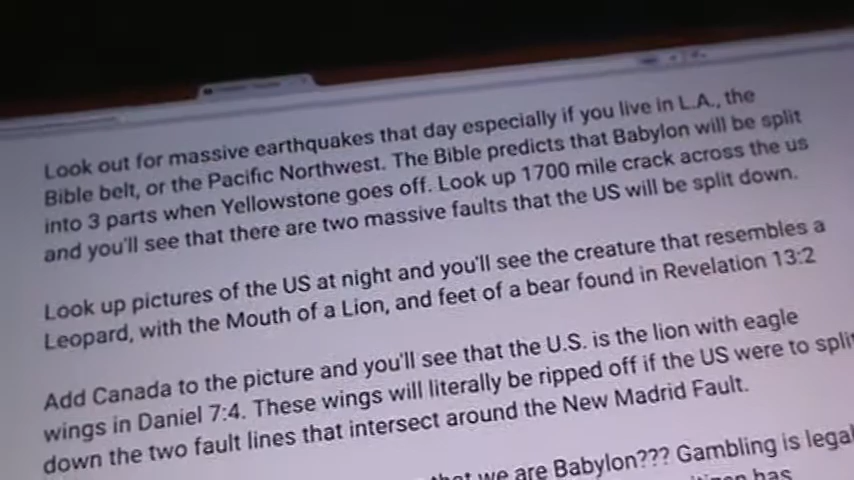 Look out for massive earthquakes that day especially if you live in L.A., the
Bible belt, or the Pacific Northwest. The Bible predicts that Babylon will be split
into 3 parts when Yellowstone goes off. Look up 1700 mile crack across the us
and you'll see that there are two massive faults that the US will be split down.
Look up pictures of the US at night and you'll see the creature that resembles a
Leopard, with the Mouth of a Lion, and feet of a bear found in Revelation 13:2
Add Canada to the picture and you'll see that the U.S. is the lion with eagle
wings in Daniel 7:4. These wings will literally be ripped off if the US were to split
down the two fault lines that intersect around the New Madrid Fault.
that we are Babylon??? Gambling is legal
has